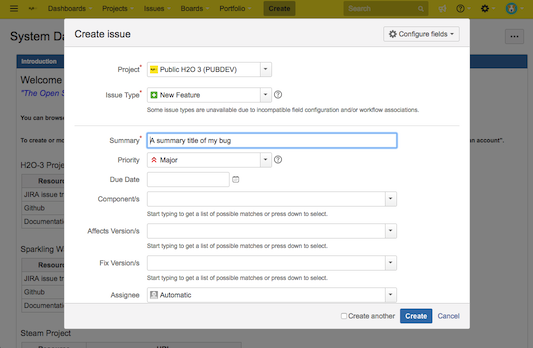 Dashboards Projects Issues Boards Portfolio Create Search
System Da
Introduction
Welcome
"The Open S
You can brows
To create or mo
an account".
H2O-3 Projec
Resour
JIRA issue tr
Github
Documentatio
Sparkling W
Resour
JIRA issue tr
Github
Documentatio
Steam Project
Create issue
Configure fields
Project* Public H2O 3 (PUBDEV)
Issue Type* New Feature
Some issue types are unavailable due to incompatible field configuration and/or workflow associations.
Summary* A summary title of my bug
Priority Major
Due Date
Component/s
Start typing to get a list of possible matches or press down to select.
Affects Version/s
Start typing to get a list of possible matches or press down to select.
Fix Version/s
Start typing to get a list of possible matches or press down to select.
Assignee Automatic
Create another Create Cancel